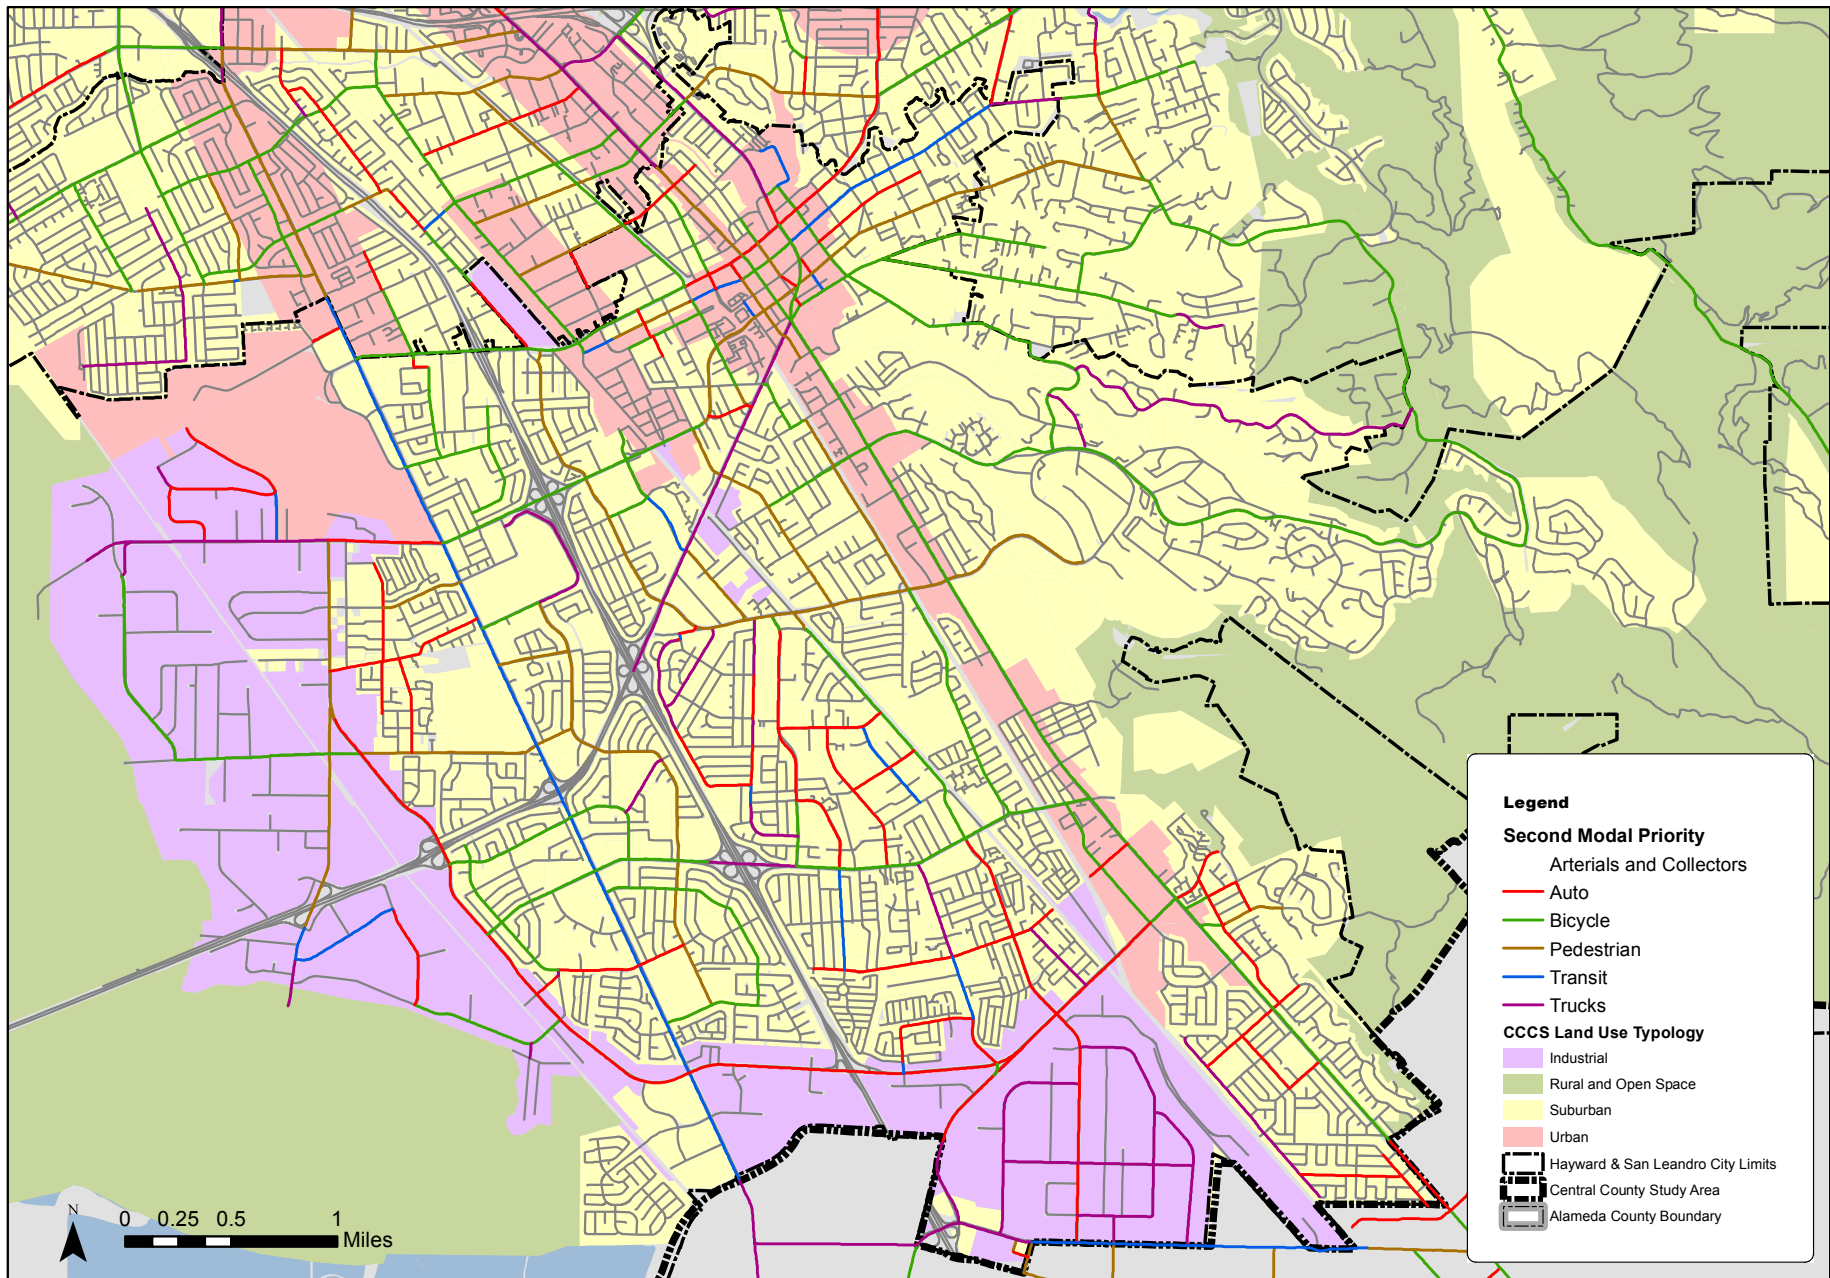 Legend
Second Modal Priority
Arterials and Collectors
Auto
Bicycle
Pedestrian
Transit
Trucks
CCCS Land Use Typology
Industrial
Rural and Open Space
Suburban
Urban
Hayward & San Leandro City Limits
Central County Study Area
Alameda County Boundary
N
0 0.25 0.5 1
Miles